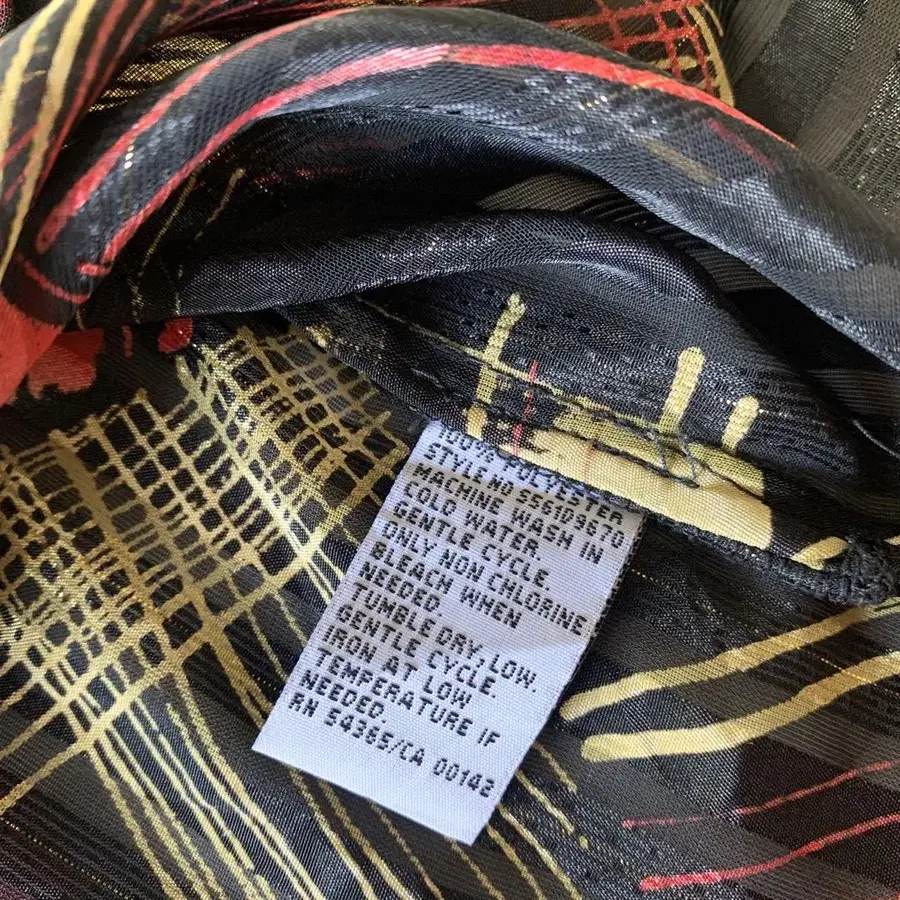 100% POLYESTER
STYLE NO 5561D9670
MACHINE WASH IN
COLD WATER.
GENTLE CYCLE.
ONLY NON CHLORINE
BLEACH WHEN
NEEDED.
TUMBLE DRY, LOW.
GENTLE CYCLE.
IRON AT LOW
TEMPERATURE IF
NEEDED.
RN 54365/CA 00142